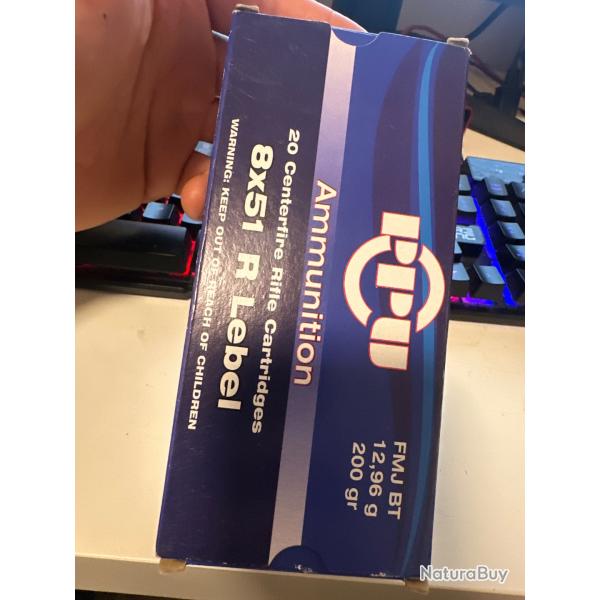 PPU
Ammunition
20 Centerfire Rifle Cartridges
8x51 R Lebel
WARNING: KEEP OUT OF REACH OF CHILDREN
FMJ BT
12,96 g
200 gr
NaturaBuy